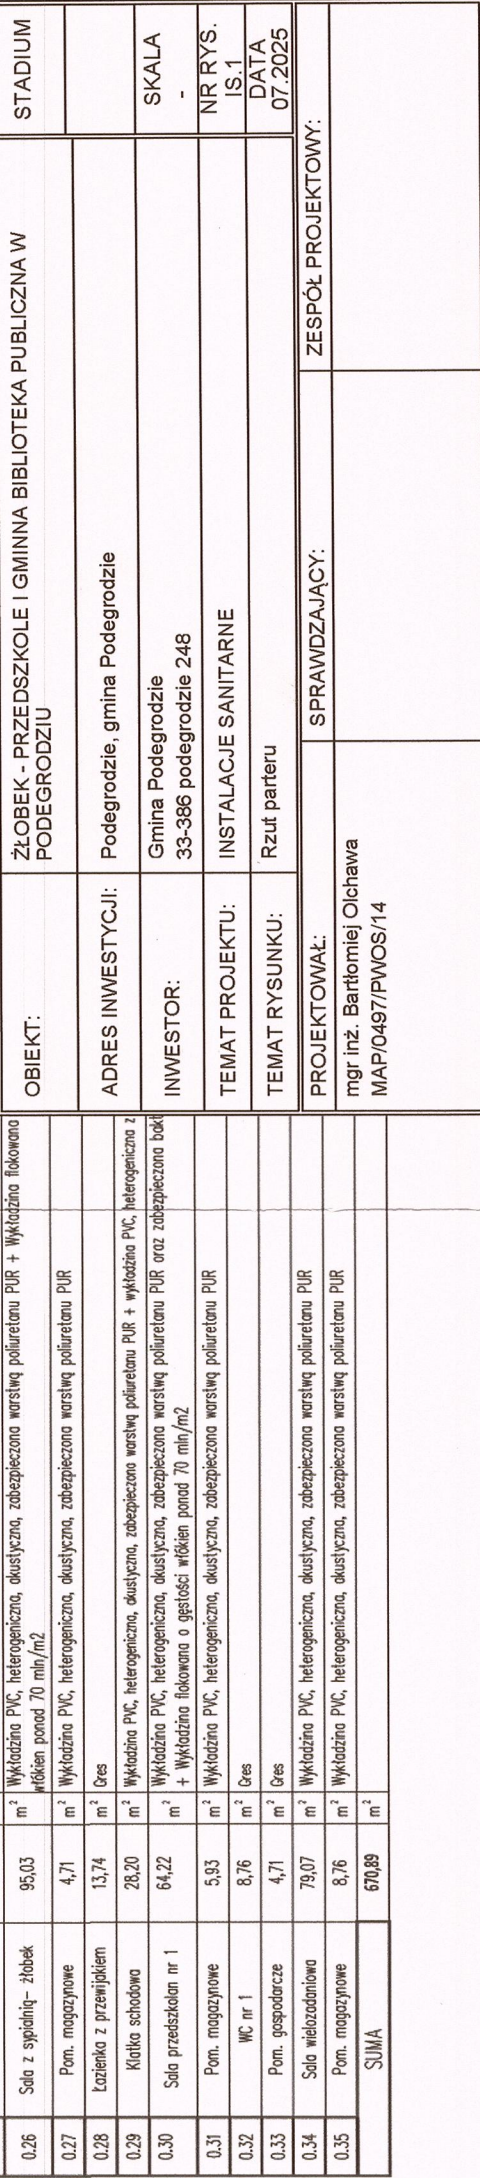 0.26 Sala z sypialnią- żłobek 95,03 m² Wykładzina PVC, heterogeniczna, akustyczna, zabezpieczona warstwą poliuretanu PUR + Wykładzina flokowana
włókien ponad 70 mln/m2
0.27 Pom. magazynowe 4,71 m² Wykładzina PVC, heterogeniczna, akustyczna, zabezpieczona warstwą poliuretanu PUR
0.28 Łazienka z przewijakiem 13,74 m² Gres
0.29 Klatka schodowa 28,20 m² Wykładzina PVC, heterogeniczna, akustyczna, zabezpieczona warstwą poliuretanu PUR + wykładzina PVC, heterogeniczna z
0.30 Sala przedszkolan nr 1 64,22 m² Wykładzina PVC, heterogeniczna, akustyczna, zabezpieczona warstwą poliuretanu PUR oraz zabezpieczona bakt
+ Wykładzina flokowana o gęstości włókien ponad 70 mln/m2
0.31 Pom. magazynowe 5,93 m² Wykładzina PVC, heterogeniczna, akustyczna, zabezpieczona warstwą poliuretanu PUR
0.32 WC nr 1 8,76 m² Gres
0.33 Pom. gospodarcze 4,71 m² Gres
0.34 Sala wielozadaniowa 79,07 m² Wykładzina PVC, heterogeniczna, akustyczna, zabezpieczona warstwą poliuretanu PUR
0.35 Pom. magazynowe 8,76 m² Wykładzina PVC, heterogeniczna, akustyczna, zabezpieczona warstwą poliuretanu PUR
SUMA 670,89 m²
OBIEKT: ŻŁOBEK - PRZEDSZKOLE I GMINNA BIBLIOTEKA PUBLICZNA W
PODEGRODZIU
STADIUM
ADRES INWESTYCJI: Podegrodzie, gmina Podegrodzie
INWESTOR: Gmina Podegrodzie
33-386 podegrodzie 248
SKALA
-
TEMAT PROJEKTU: INSTALACJE SANITARNE
NR RYS.
IS.1
TEMAT RYSUNKU: Rzut parteru
DATA
07.2025
PROJEKTOWAŁ: SPRAWDZAJĄCY: ZESPÓŁ PROJEKTOWY:
mgr inż. Bartłomiej Olchawa
MAP/0497/PWOS/14